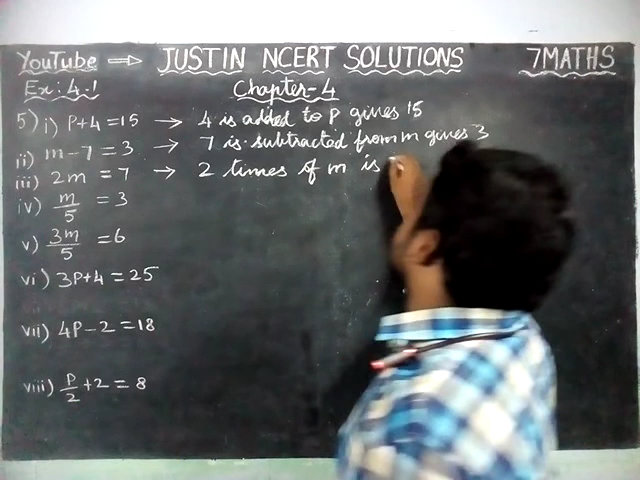 YouTube ⇒ JUSTIN NCERT SOLUTIONS 7MATHS
Ex: 4.1 Chapter-4
5) i) P+4 = 15 → 4 is added to P gives 15
ii) m - 7 = 3 → 7 is subtracted from m gives 3
iii) 2m = 7 → 2 times of m is
iv) m/5 = 3
v) 3m/5 = 6
vi) 3P+4 = 25
vii) 4P - 2 = 18
viii) P/2 + 2 = 8